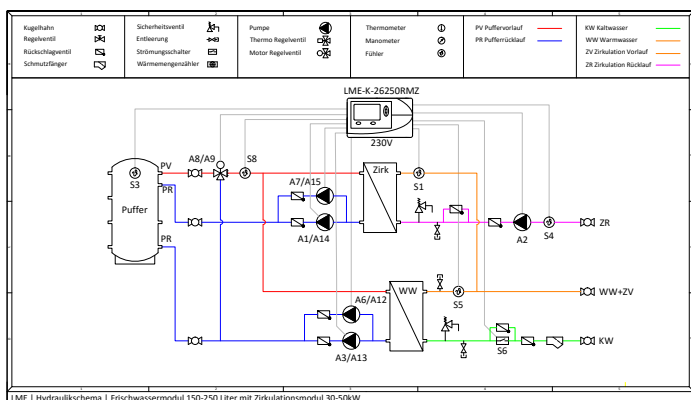 Kugelhahn
Regelventil
Rückschlagventil
Schmutzfänger
Sicherheitsventil
Entleerung
Strömungsschalter
Wärmemengenzähler
Pumpe
Thermo Regelventil
Motor Regelventil
Thermometer
Manometer
Fühler
PV Puffervorlauf
PR Pufferrücklauf
KW Kaltwasser
WW Warmwasser
ZV Zirkulation Vorlauf
ZR Zirkulation Rücklauf
LME-K-26250RMZ
230V
PV
A8/A9
S8
S3
PR
A7/A15
Zirk
S1
Puffer
A1/A14
A2
S4
ZR
PR
A6/A12
WW
S5
WW+ZV
A3/A13
S6
KW
LME | Hydraulikschema | Frischwassermodul 150-250 Liter mit Zirkulationsmodul 30-50kW